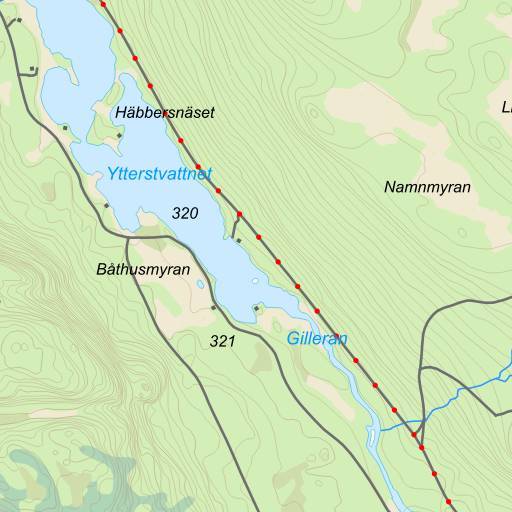 Häbbersnäset
Ytterstvattnet
Namnmyran
320
Båthusmyran
Gilleran
321